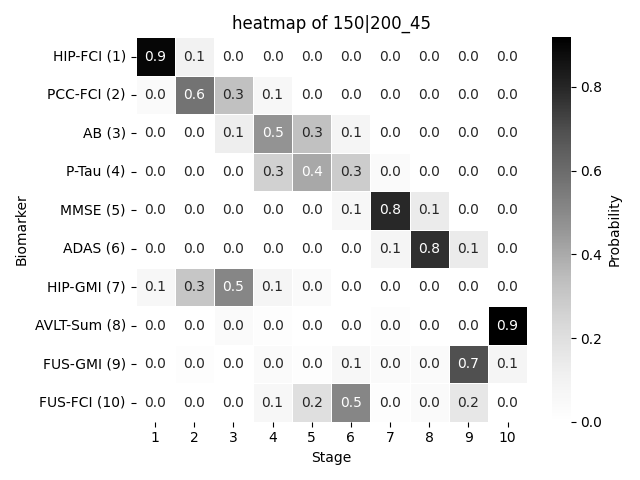 heatmap of 150|200_45
HIP-FCI (1) 0.9 0.1 0.0 0.0 0.0 0.0 0.0 0.0 0.0 0.0
PCC-FCI (2) 0.0 0.6 0.3 0.1 0.0 0.0 0.0 0.0 0.0 0.0
AB (3) 0.0 0.0 0.1 0.5 0.3 0.1 0.0 0.0 0.0 0.0
P-Tau (4) 0.0 0.0 0.0 0.3 0.4 0.3 0.0 0.0 0.0 0.0
MMSE (5) 0.0 0.0 0.0 0.0 0.0 0.1 0.8 0.1 0.0 0.0
ADAS (6) 0.0 0.0 0.0 0.0 0.0 0.0 0.1 0.8 0.1 0.0
HIP-GMI (7) 0.1 0.3 0.5 0.1 0.0 0.0 0.0 0.0 0.0 0.0
AVLT-Sum (8) 0.0 0.0 0.0 0.0 0.0 0.0 0.0 0.0 0.0 0.9
FUS-GMI (9) 0.0 0.0 0.0 0.0 0.0 0.1 0.0 0.0 0.7 0.1
FUS-FCI (10) 0.0 0.0 0.0 0.1 0.2 0.5 0.0 0.0 0.2 0.0
1 2 3 4 5 6 7 8 9 10
Stage
Biomarker
0.8
0.6
0.4
0.2
0.0
Probability